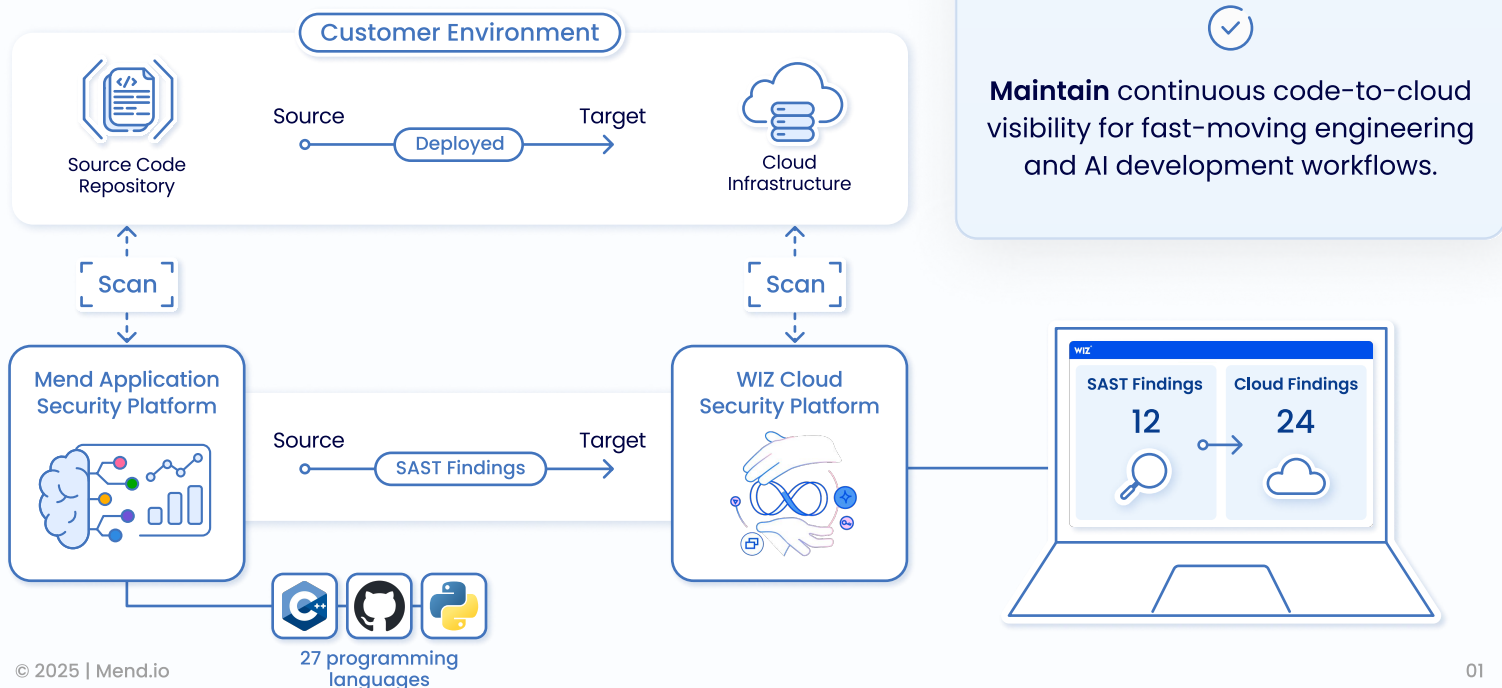 Customer Environment
Source Code
Repository
Source
Target
Deployed
Cloud
Infrastructure
Maintain continuous code-to-cloud
visibility for fast-moving engineering
and AI development workflows.
Scan
Scan
Mend Application
Security Platform
Source
Target
SAST Findings
WIZ Cloud
Security Platform
WIZ
SAST Findings
12
Cloud Findings
24
27 programming
languages
© 2025 | Mend.io
01